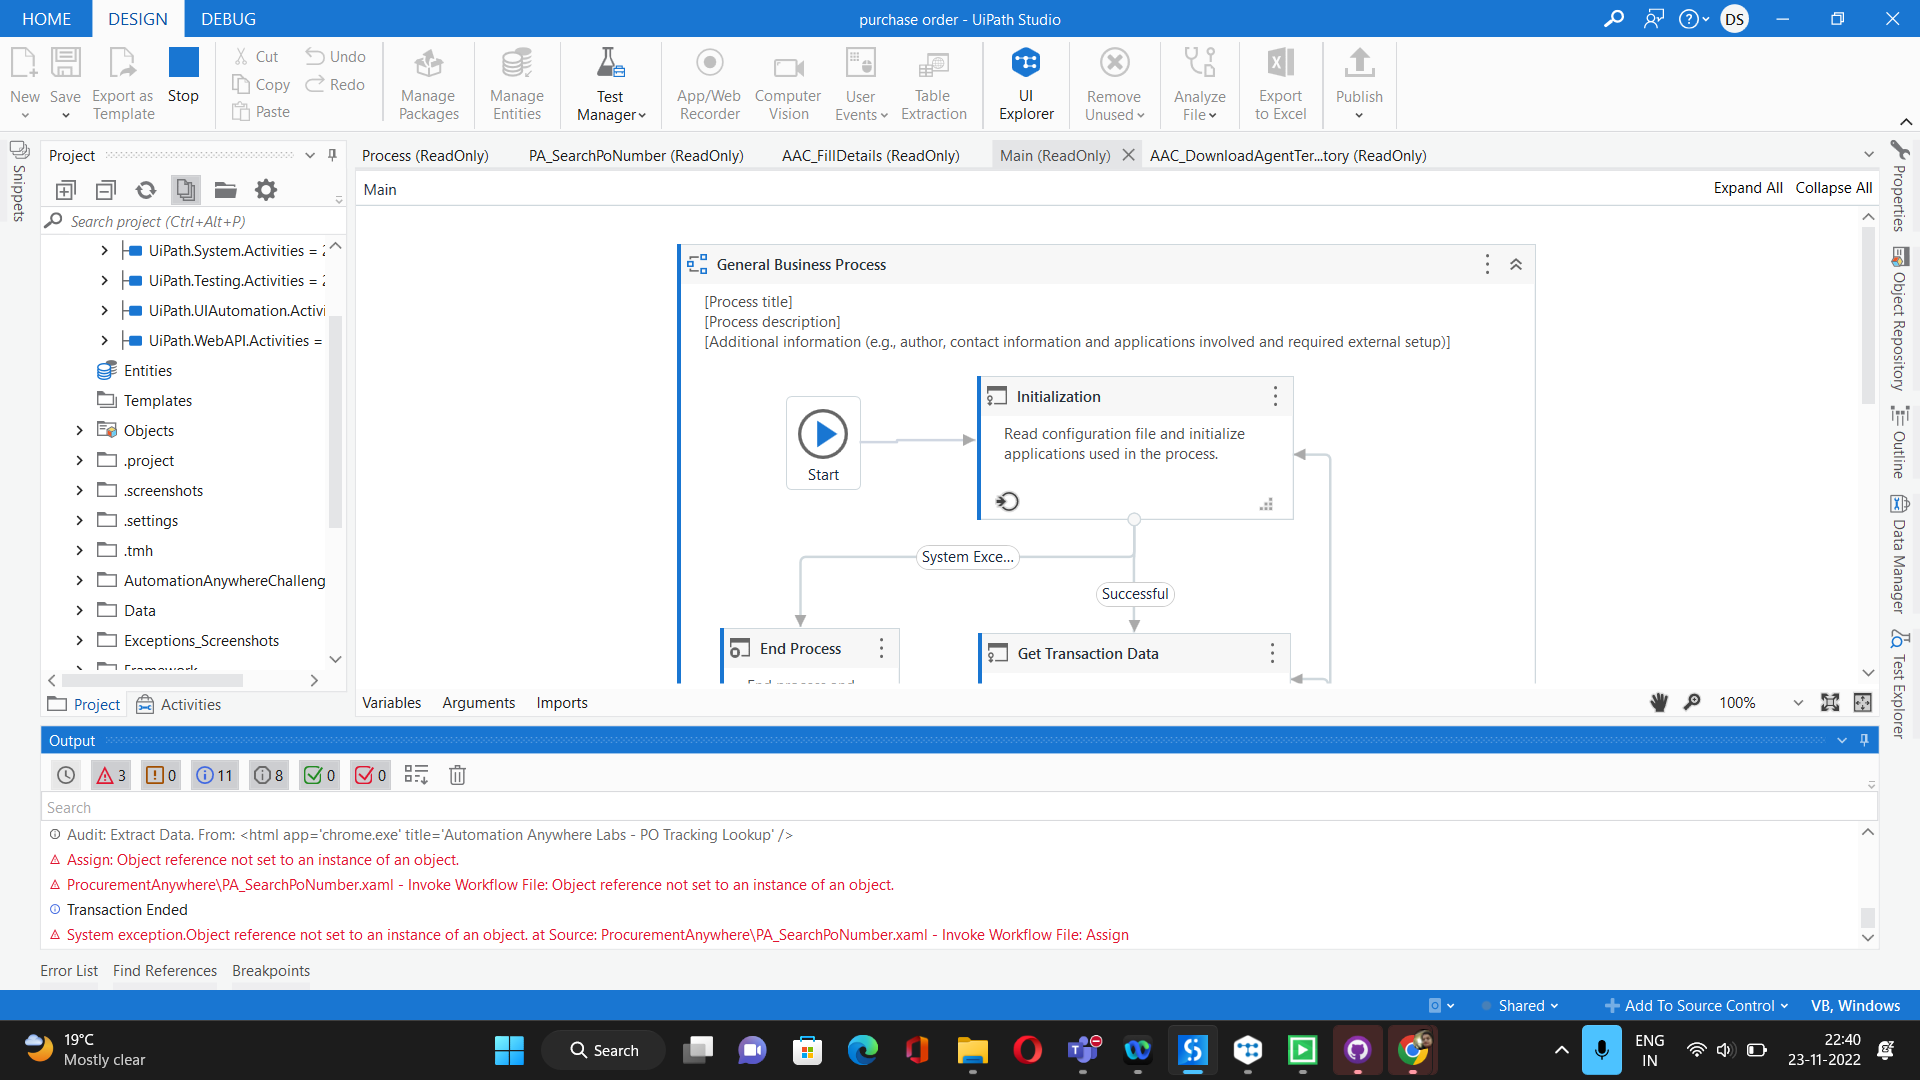 HOME DESIGN DEBUG
purchase order - UiPath Studio
DS
New Save Export as Template Stop
Cut Copy Paste
Undo Redo
Manage Packages
Manage Entities
Test Manager
App/Web Recorder
Computer Vision
User Events
Table Extraction
UI Explorer
Remove Unused
Analyze File
Export to Excel
Publish
Snippets
Project
Search project (Ctrl+Alt+P)
UiPath.System.Activities = 2
UiPath.Testing.Activities = 2
UiPath.UIAutomation.Activi
UiPath.WebAPI.Activities =
Entities
Templates
Objects
.project
.screenshots
.settings
.tmh
AutomationAnywhereChalleng
Data
Exceptions_Screenshots
Framework
Project Activities
Process (ReadOnly) PA_SearchPoNumber (ReadOnly) AAC_FillDetails (ReadOnly) Main (ReadOnly) AAC_DownloadAgentTer...tory (ReadOnly)
Main
Expand All Collapse All
General Business Process
[Process title]
[Process description]
[Additional information (e.g., author, contact information and applications involved and required external setup)]
Start
Initialization
Read configuration file and initialize
applications used in the process.
System Exce...
Successful
End Process
End process and
Get Transaction Data
Variables Arguments Imports
100%
Properties
Object Repository
Outline
Data Manager
Test Explorer
Output
3 0 11 8 0 0
Search
Audit: Extract Data. From: <html app='chrome.exe' title='Automation Anywhere Labs - PO Tracking Lookup' />
Assign: Object reference not set to an instance of an object.
ProcurementAnywhere\PA_SearchPoNumber.xaml - Invoke Workflow File: Object reference not set to an instance of an object.
Transaction Ended
System exception.Object reference not set to an instance of an object. at Source: ProcurementAnywhere\PA_SearchPoNumber.xaml - Invoke Workflow File: Assign
Error List Find References Breakpoints
Shared Add To Source Control VB, Windows
19°C
Mostly clear
Search
ENG
IN
22:40
23-11-2022